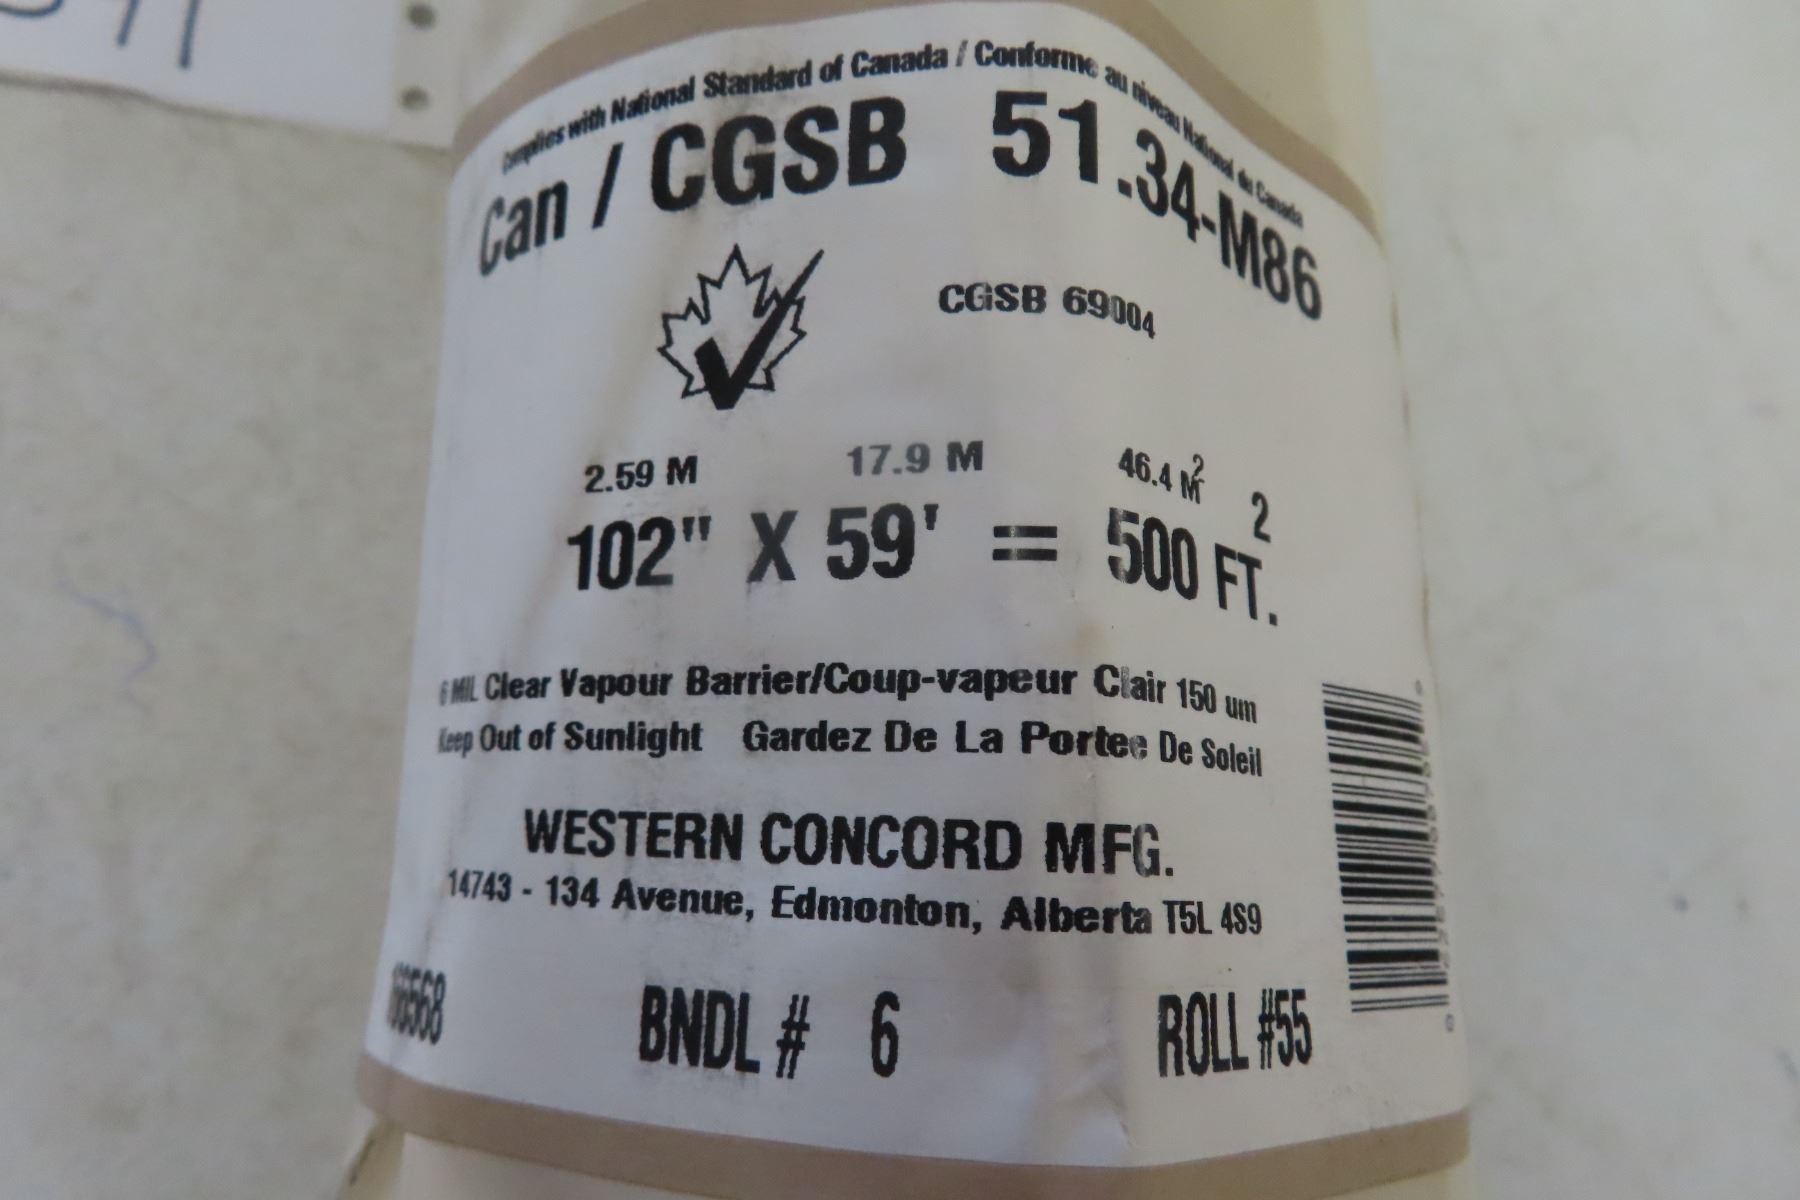 Complies with National Standard of Canada / Conforme au niveau National du Canada
Can / CGSB 51.34-M86
CGSB 69004
2.59 M 17.9 M 46.4 M²
102" X 59' = 500 FT.²
6 MIL Clear Vapour Barrier/Coup-vapeur Clair 150 um
Keep Out of Sunlight Gardez De La Portee De Soleil
WESTERN CONCORD MFG.
14743 - 134 Avenue, Edmonton, Alberta T5L 4S9
BNDL # 6 ROLL #55